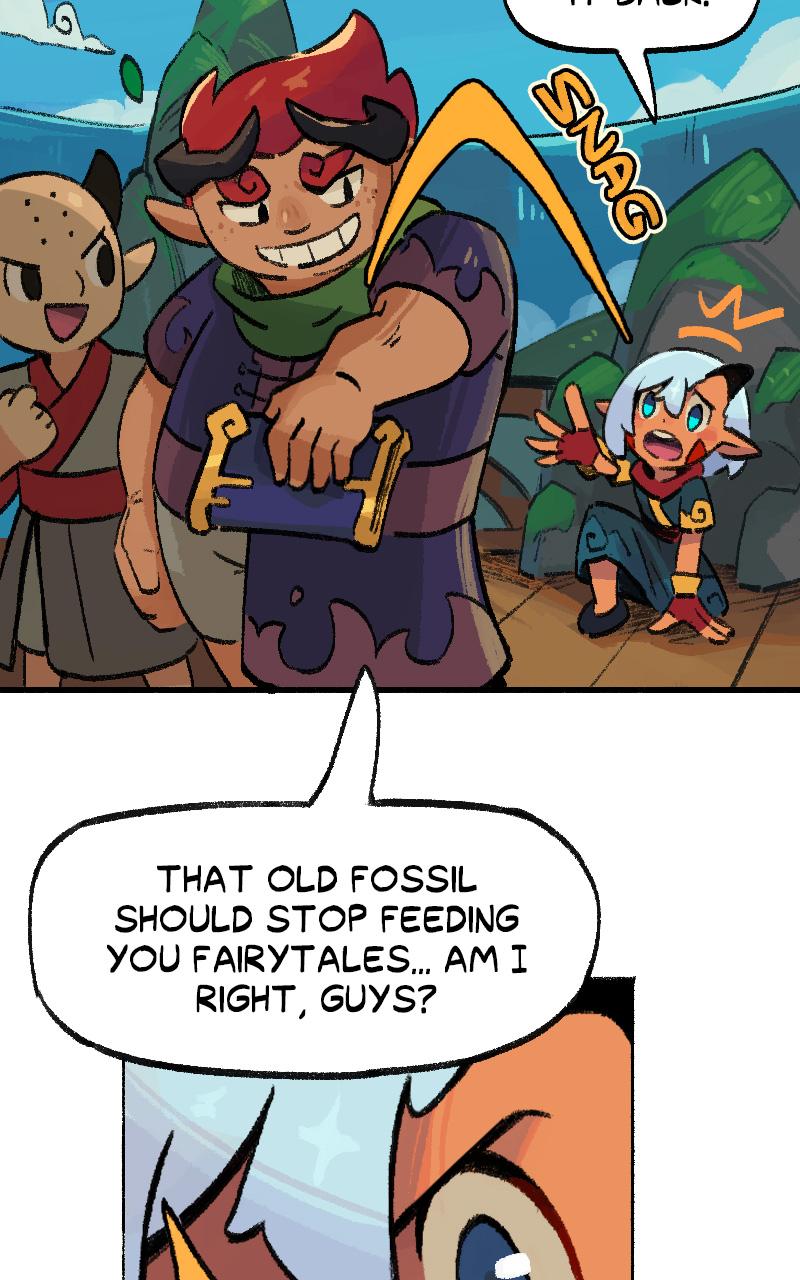 SNAG
THAT OLD FOSSIL
SHOULD STOP FEEDING
YOU FAIRYTALES... AM I
RIGHT, GUYS?